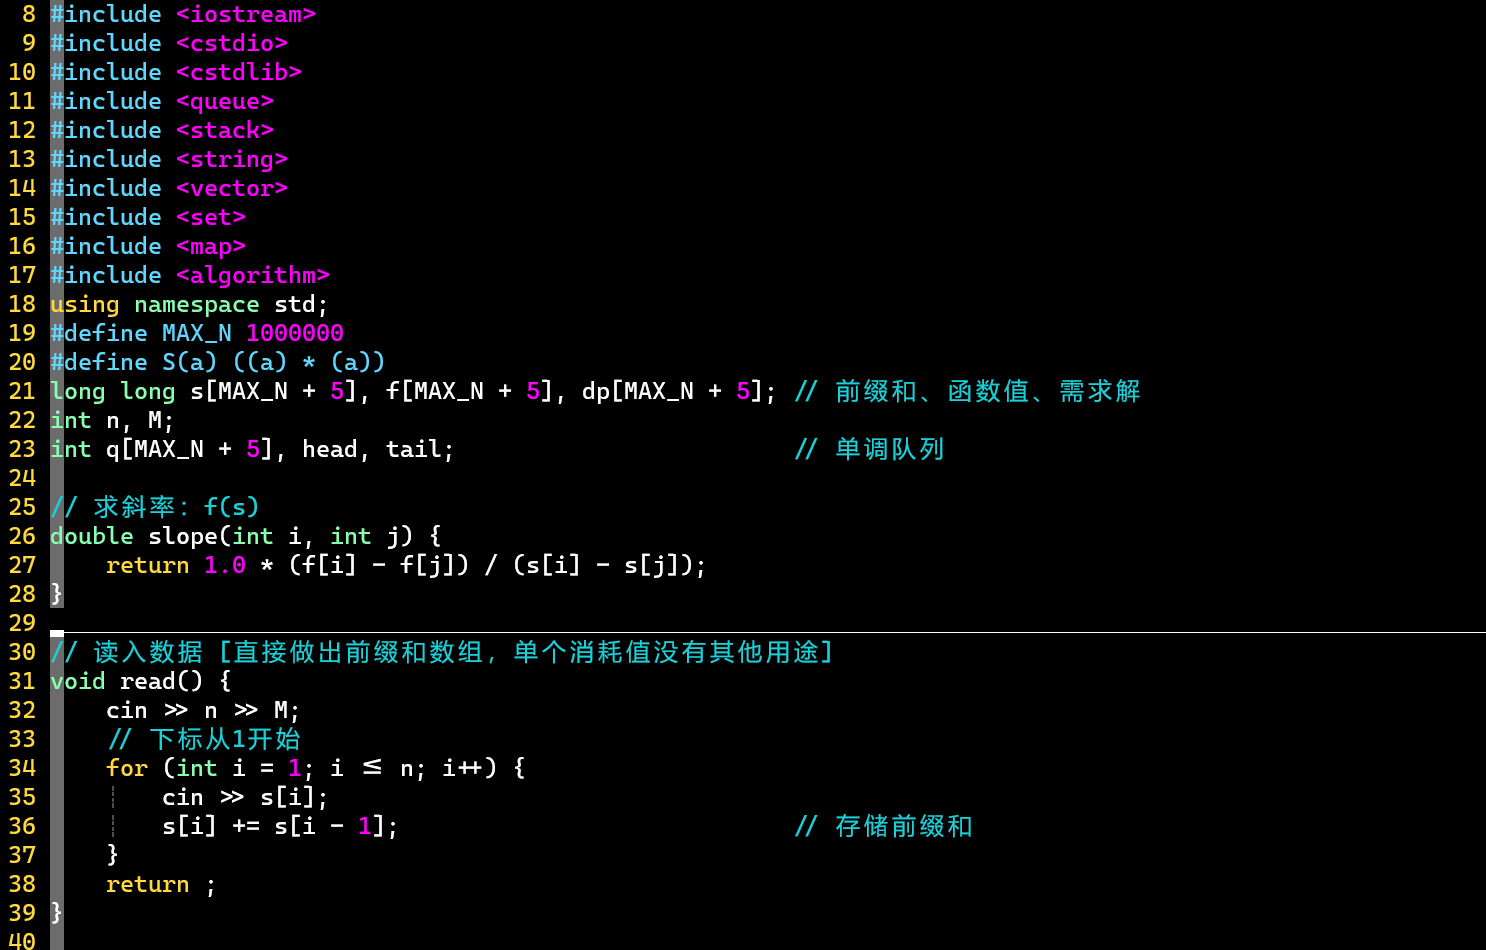 8 #include <iostream>
9 #include <cstdio>
10 #include <cstdlib>
11 #include <queue>
12 #include <stack>
13 #include <string>
14 #include <vector>
15 #include <set>
16 #include <map>
17 #include <algorithm>
18 using namespace std;
19 #define MAX_N 1000000
20 #define S(a) ((a) * (a))
21 long long s[MAX_N + 5], f[MAX_N + 5], dp[MAX_N + 5]; // 前缀和、函数值、需求解
22 int n, M;
23 int q[MAX_N + 5], head, tail;                        // 单调队列
24
25 // 求斜率：f(s)
26 double slope(int i, int j) {
27     return 1.0 * (f[i] - f[j]) / (s[i] - s[j]);
28 }
29
30 // 读入数据 [直接做出前缀和数组，单个消耗值没有其他用途]
31 void read() {
32     cin >> n >> M;
33     // 下标从1开始
34     for (int i = 1; i <= n; i++) {
35         cin >> s[i];
36         s[i] += s[i - 1];                            // 存储前缀和
37     }
38     return ;
39 }
40